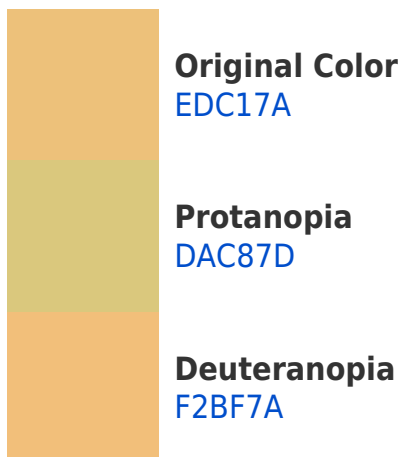 Original Color
EDC17A
Protanopia
DAC87D
Deuteranopia
F2BF7A